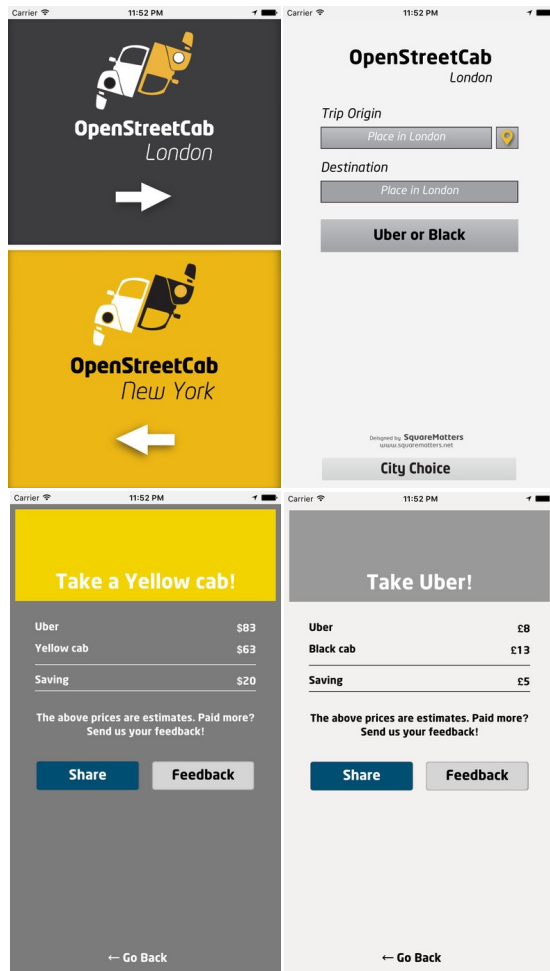 Carrier 11:52 PM
OpenStreetCab
London
OpenStreetCab
New York
Carrier 11:52 PM
OpenStreetCab
London
Trip Origin
Place in London
Destination
Place in London
Uber or Black
Designed by SquareMatters
www.squarematters.net
City Choice
Carrier 11:52 PM
Take a Yellow cab!
Uber $83
Yellow cab $63
Saving $20
The above prices are estimates. Paid more?
Send us your feedback!
Share Feedback
← Go Back
Carrier 11:52 PM
Take Uber!
Uber £8
Black cab £13
Saving £5
The above prices are estimates. Paid more?
Send us your feedback!
Share Feedback
← Go Back